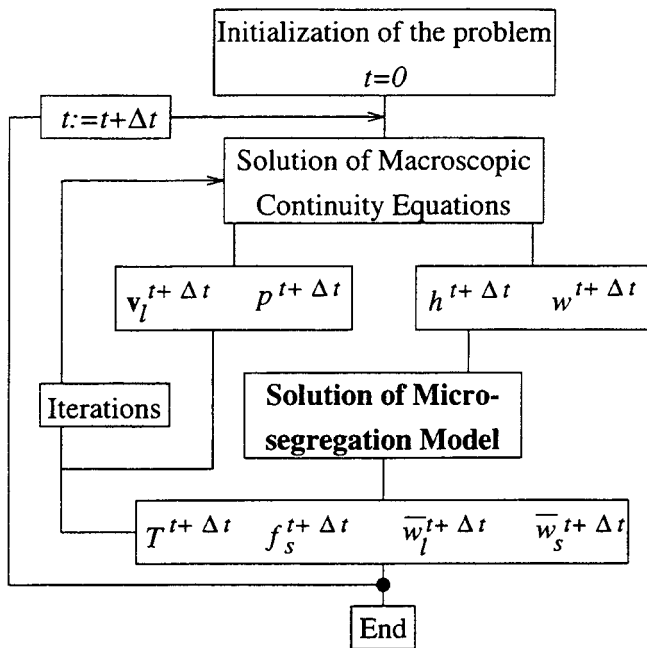 Initialization of the problem
t=0
t:=t+Δt
Solution of Macroscopic
Continuity Equations
v_l^{t+Δt} p^{t+Δt}
h^{t+Δt} w^{t+Δt}
Solution of Micro-
segregation Model
Iterations
T^{t+Δt} f_s^{t+Δt} w̅_l^{t+Δt} w̅_s^{t+Δt}
End